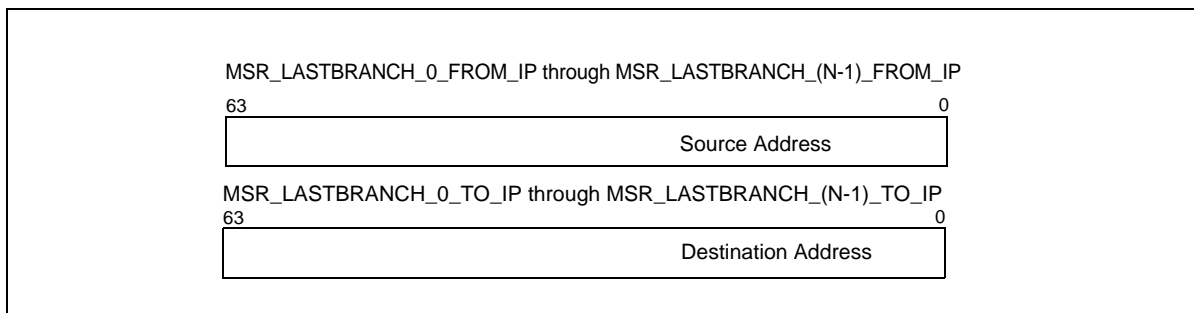 MSR_LASTBRANCH_0_FROM_IP through MSR_LASTBRANCH_(N-1)_FROM_IP
63 0
Source Address
MSR_LASTBRANCH_0_TO_IP through MSR_LASTBRANCH_(N-1)_TO_IP
63 0
Destination Address